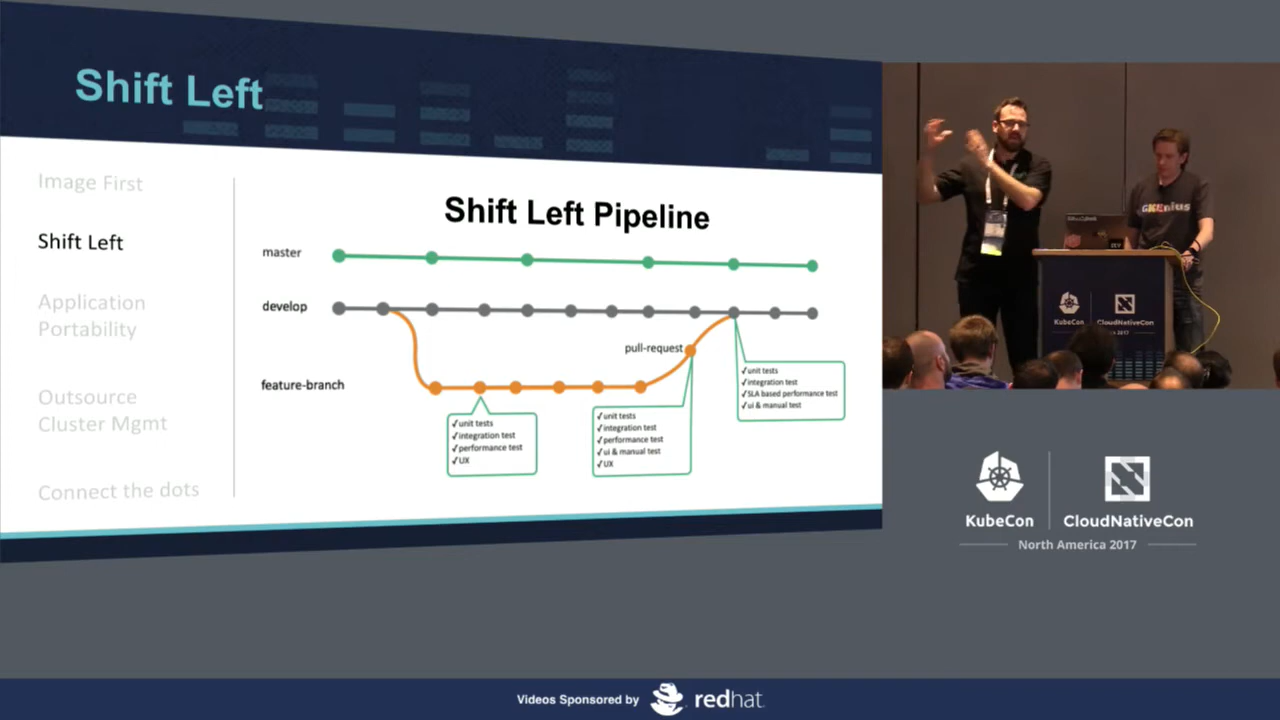 Shift Left
Image First
Shift Left
Application
Portability
Outsource
Cluster Mgmt
Connect the dots
Shift Left Pipeline
master
develop
pull-request
feature-branch
✓unit tests
✓integration test
✓performance test
✓UX
✓unit tests
✓integration test
✓performance test
✓ui & manual test
✓UX
✓unit tests
✓integration test
✓SLA based performance test
✓ui & manual test
GKEnius
KubeCon
CloudNativeCon
KubeCon
CloudNativeCon
North America 2017
Videos Sponsored by
redhat